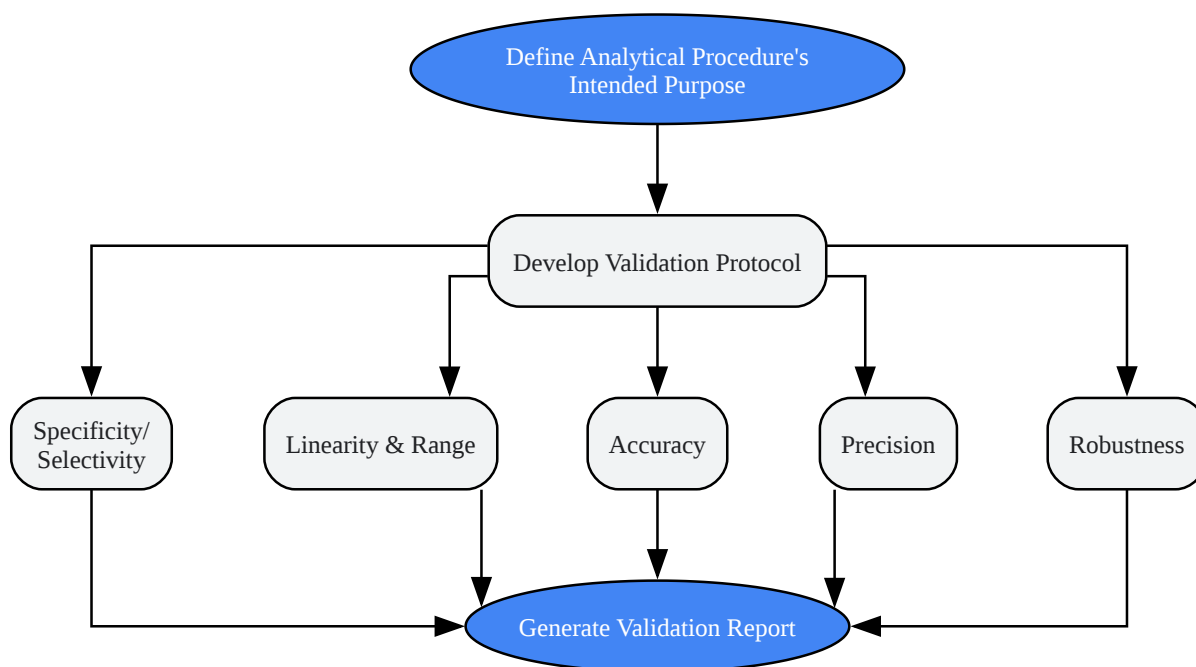 Define Analytical Procedure's
Intended Purpose
Develop Validation Protocol
Specificity/
Selectivity
Linearity & Range
Accuracy
Precision
Robustness
Generate Validation Report